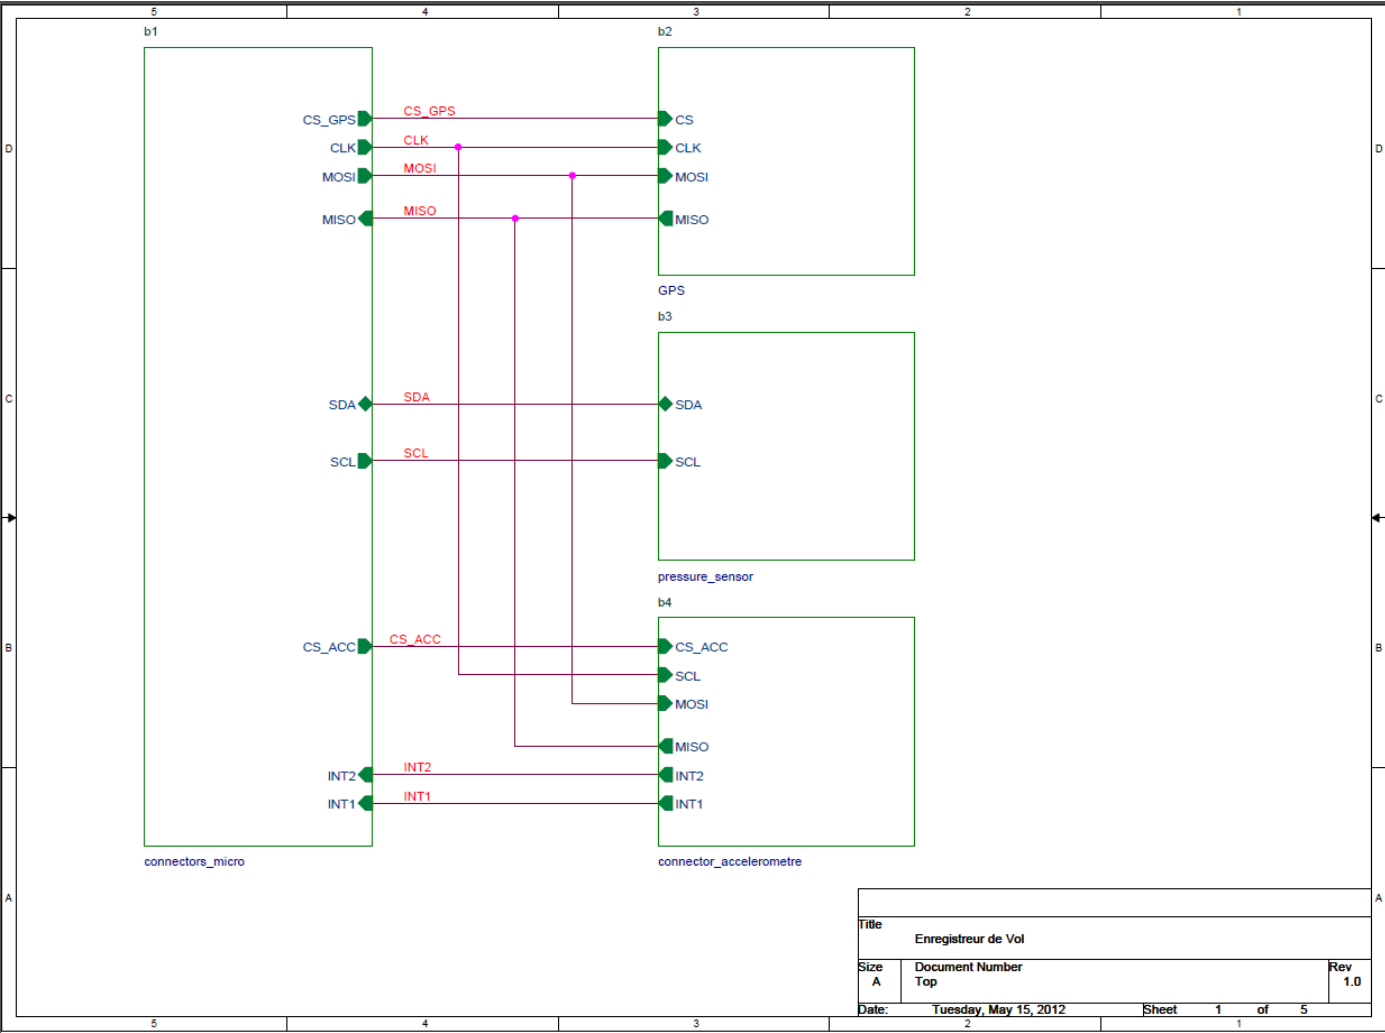 5 4 3 2 1
b1 b2
CS_GPS CS_GPS CS
CLK CLK CLK
D D
MOSI MOSI MOSI
MISO MISO MISO
GPS
b3
C C
SDA SDA SDA
SCL SCL SCL
pressure_sensor
b4
B B
CS_ACC CS_ACC CS_ACC
SCL
MOSI
MISO
INT2 INT2 INT2
INT1 INT1 INT1
connectors_micro connector_accelerometre
A A
Title
Enregistreur de Vol
Size Document Number Rev
A Top 1.0
Date: Tuesday, May 15, 2012 Sheet 1 of 5
5 4 3 2 1